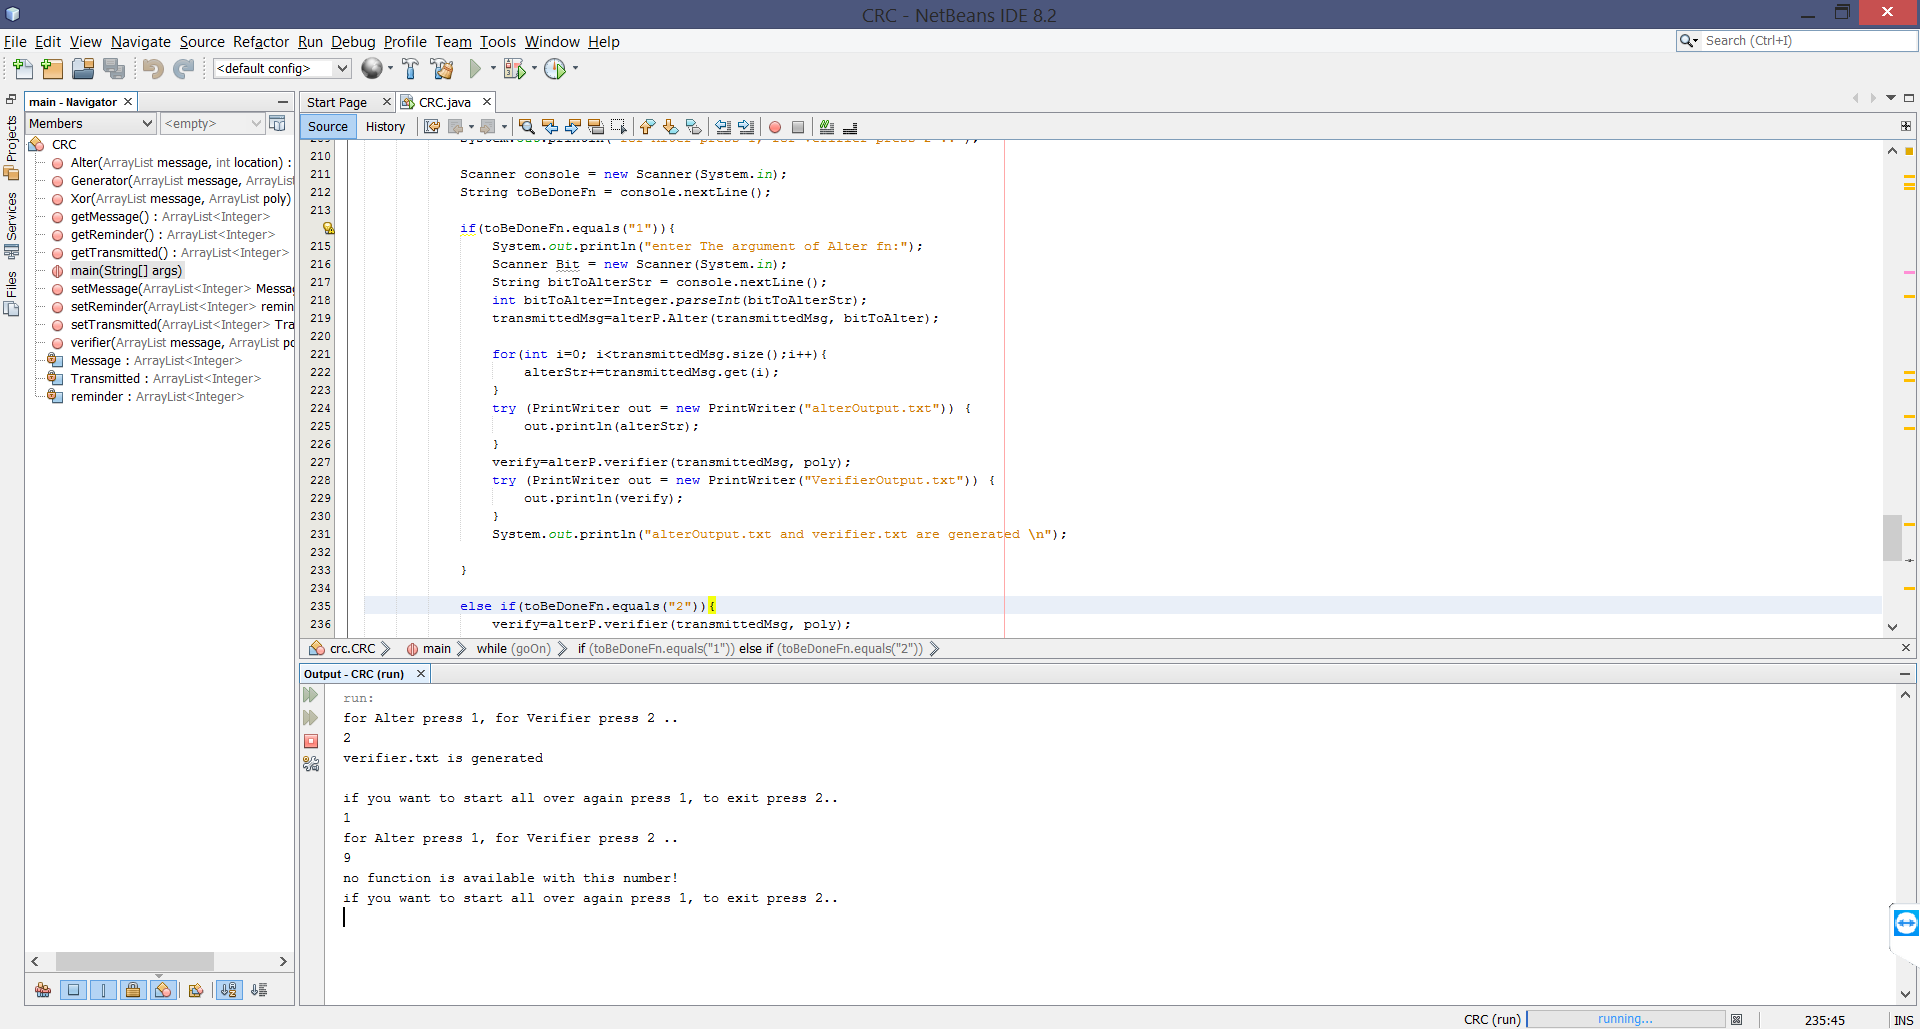 CRC - NetBeans IDE 8.2
File Edit View Navigate Source Refactor Run Debug Profile Team Tools Window Help
Search (Ctrl+I)
<default config>
Projects
Services
Files
main - Navigator
Members
<empty>
CRC
Alter(ArrayList message, int location) :
Generator(ArrayList message, ArrayList
Xor(ArrayList message, ArrayList poly)
getMessage() : ArrayList<Integer>
getReminder() : ArrayList<Integer>
getTransmitted() : ArrayList<Integer>
main(String[] args)
setMessage(ArrayList<Integer> Messa
setReminder(ArrayList<Integer> remin
setTransmitted(ArrayList<Integer> Tra
verifier(ArrayList message, ArrayList po
Message : ArrayList<Integer>
Transmitted : ArrayList<Integer>
reminder : ArrayList<Integer>
Start Page
CRC.java
Source
History
System.out.println("for Alter press 1, for Verifier press 2 ..");
210
211 Scanner console = new Scanner(System.in);
212 String toBeDoneFn = console.nextLine();
213
if(toBeDoneFn.equals("1")){
215 System.out.println("enter The argument of Alter fn:");
216 Scanner Bit = new Scanner(System.in);
217 String bitToAlterStr = console.nextLine();
218 int bitToAlter=Integer.parseInt(bitToAlterStr);
219 transmittedMsg=alterP.Alter(transmittedMsg, bitToAlter);
220
221 for(int i=0; i<transmittedMsg.size();i++){
222 alterStr+=transmittedMsg.get(i);
223 }
224 try (PrintWriter out = new PrintWriter("alterOutput.txt")) {
225 out.println(alterStr);
226 }
227 verify=alterP.verifier(transmittedMsg, poly);
228 try (PrintWriter out = new PrintWriter("VerifierOutput.txt")) {
229 out.println(verify);
230 }
231 System.out.println("alterOutput.txt and verifier.txt are generated \n");
232
233 }
234
235 else if(toBeDoneFn.equals("2")){
236 verify=alterP.verifier(transmittedMsg, poly);
crc.CRC main while (goOn) if (toBeDoneFn.equals("1")) else if (toBeDoneFn.equals("2"))
Output - CRC (run)
run:
for Alter press 1, for Verifier press 2 ..
2
verifier.txt is generated
if you want to start all over again press 1, to exit press 2..
1
for Alter press 1, for Verifier press 2 ..
9
no function is available with this number!
if you want to start all over again press 1, to exit press 2..
CRC (run)
running...
235:45
INS